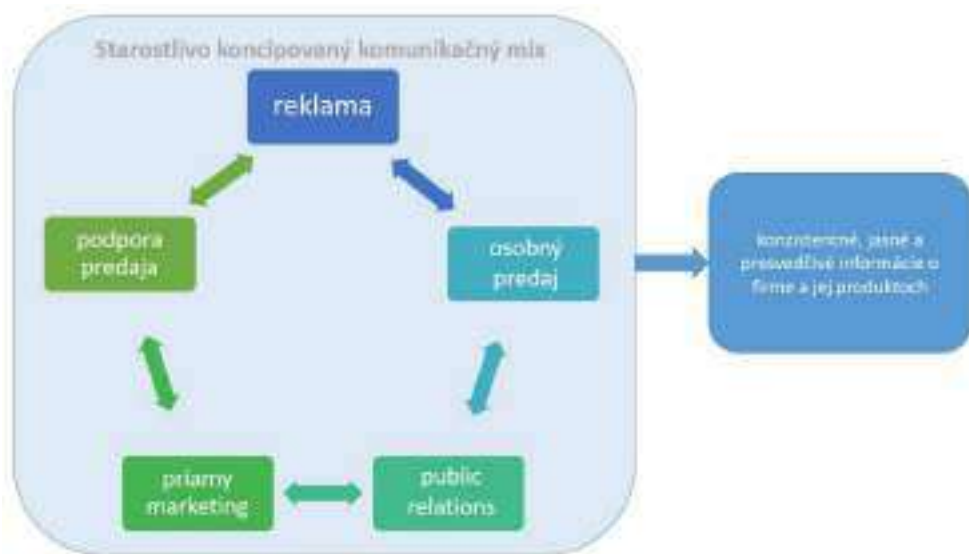 Starostlivo koncipovaný komunikačný mix
reklama
podpora
predaja
osobný
predaj
konzistenčné, jasné a
presvedčivé informácie o
firme a jej produktoch
priamy
marketing
public
relations